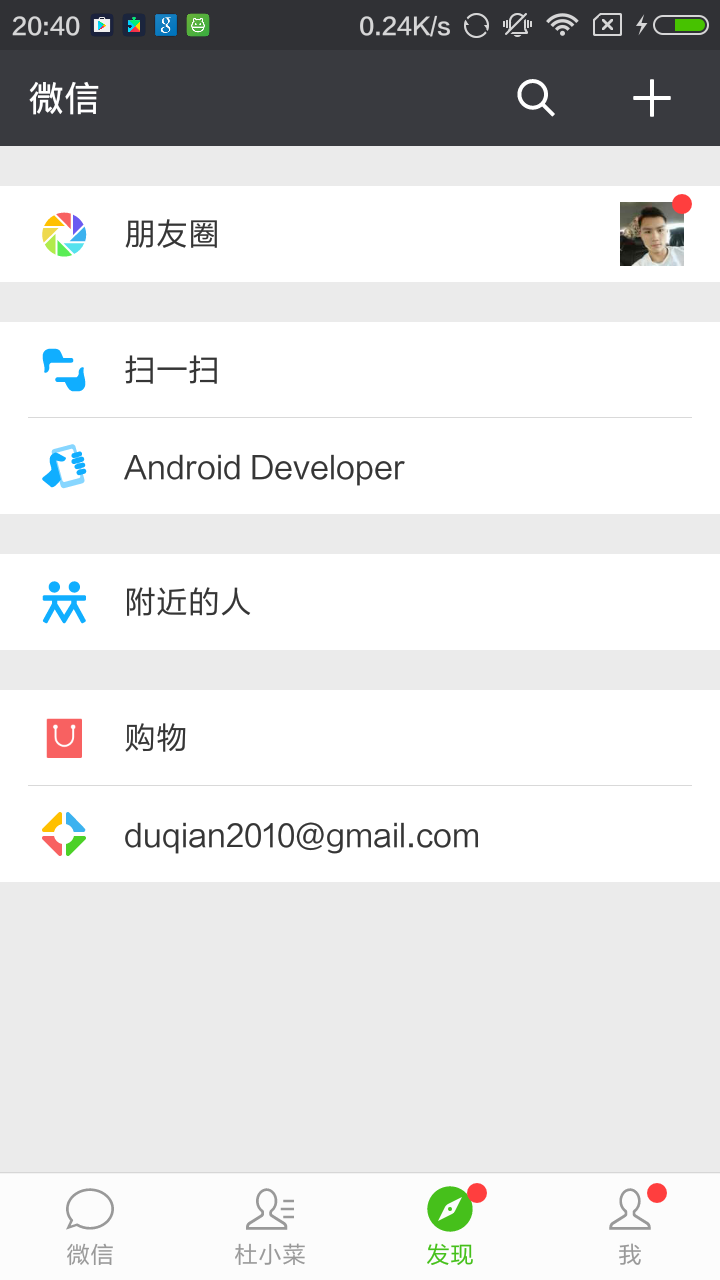 20:40 0.24K/s
微信
朋友圈
扫一扫
Android Developer
附近的人
购物
duqian2010@gmail.com
微信 杜小菜 发现 我